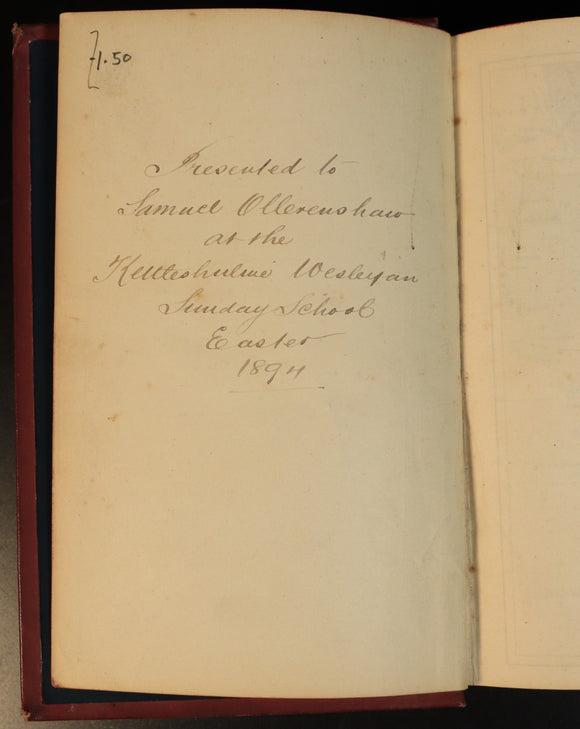 £1.50
Presented to
Samuel Ollerenshaw
at the
Kettleshulme Wesleyan
Sunday School
Easter
1894